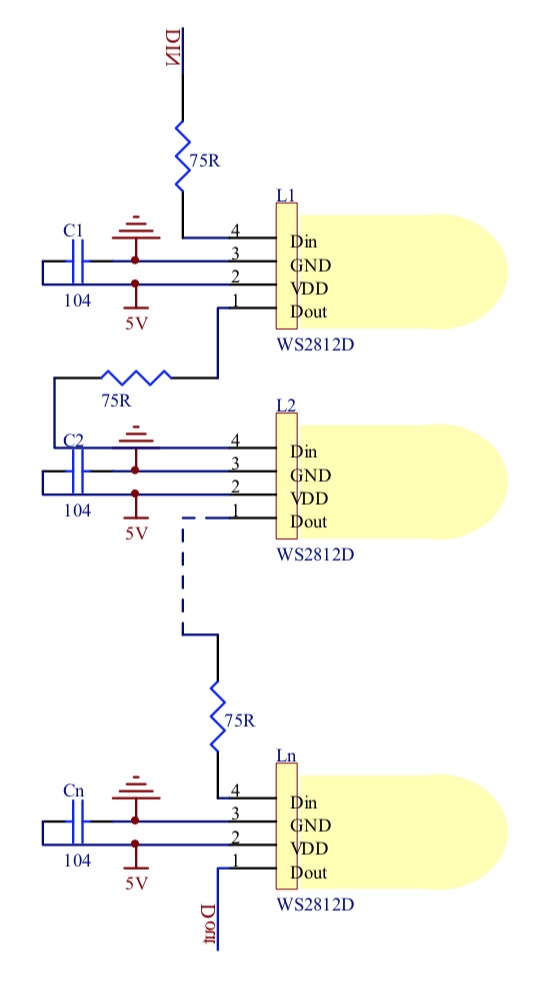 DIN
75R
L1
C1
4
Din
3
GND
2
VDD
104
1
Dout
5V
WS2812D
75R
L2
C2
4
Din
3
GND
2
VDD
104
1
Dout
5V
WS2812D
75R
Ln
Cn
4
Din
3
GND
2
VDD
104
1
Dout
5V
WS2812D
Dout